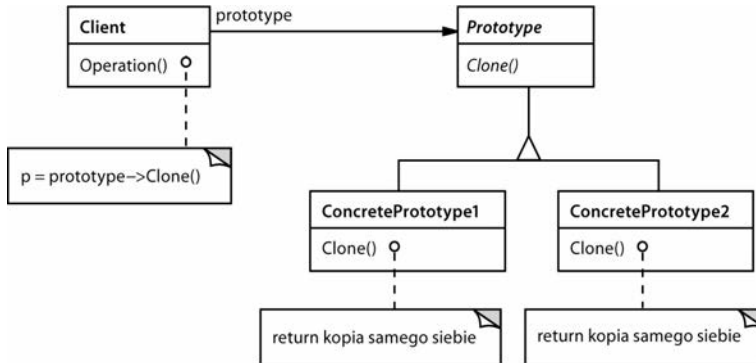 Client
prototype
Prototype
Operation()
Clone()
p = prototype−>Clone()
ConcretePrototype1
ConcretePrototype2
Clone()
Clone()
return kopia samego siebie
return kopia samego siebie